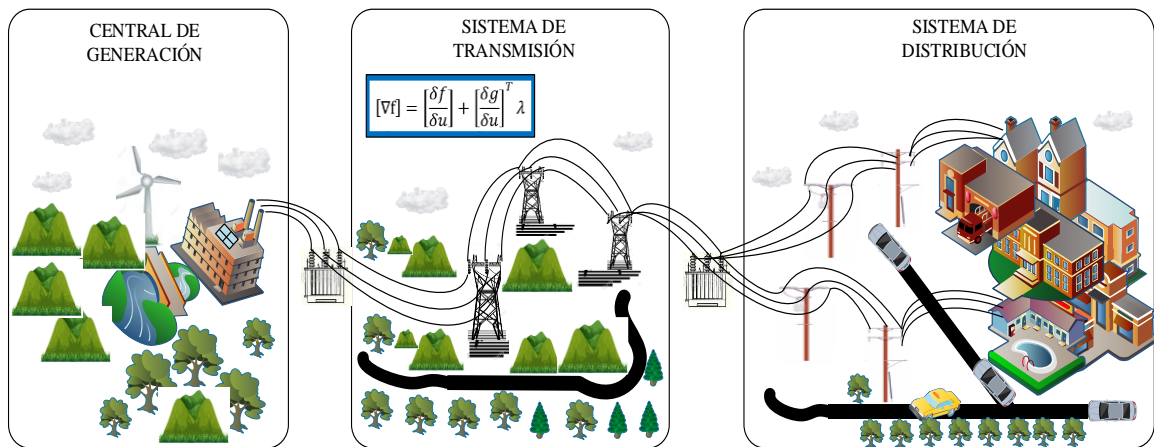 CENTRAL DE
GENERACIÓN
SISTEMA DE
TRANSMISIÓN
[∇f] = [δf/δu] + [δg/δu]^T λ
SISTEMA DE
DISTRIBUCIÓN